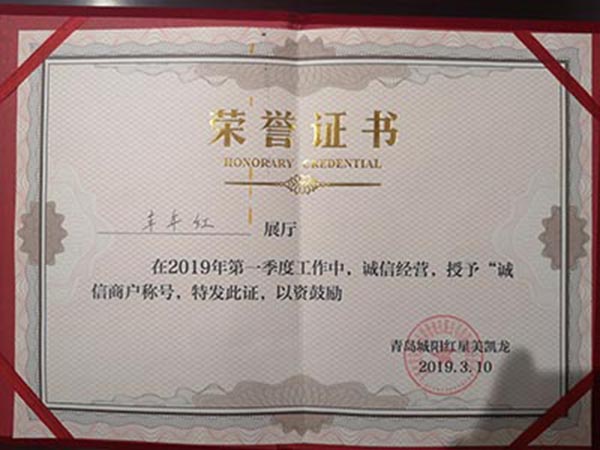 荣誉证书
HONORARY CREDENTIAL
丰年红 展厅
在2019年第一季度工作中，诚信经营，授予“诚
信商户称号，特发此证，以资鼓励
青岛城阳红星美凯龙
2019.3.10